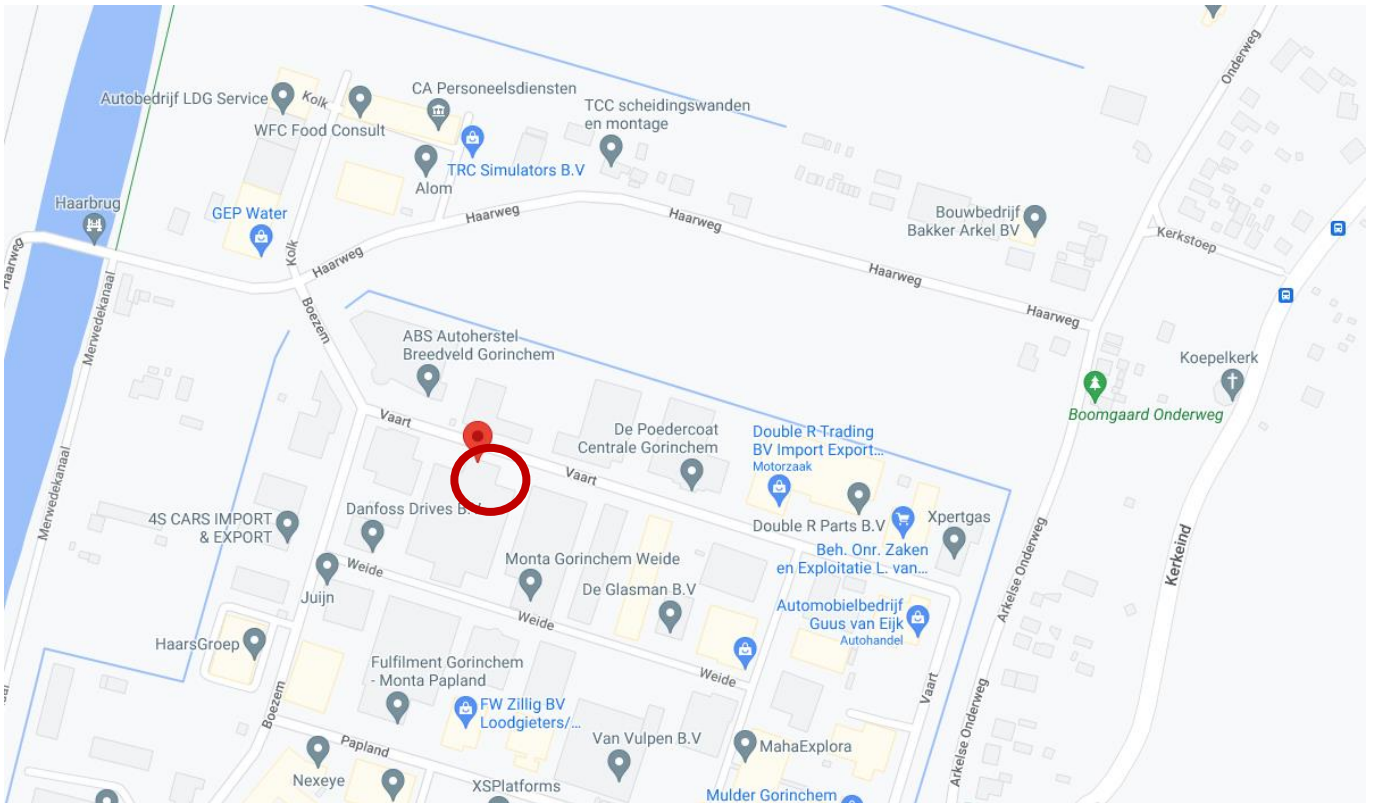 Onderweg
CA Personeelsdiensten
Autobedrijf LDG Service
Kolk
TCC scheidingswanden
en montage
WFC Food Consult
TRC Simulators B.V
Alom
Haarbrug
GEP Water
Haarweg
Haarweg
Bouwbedrijf
Bakker Arkel BV
Kerkstoep
Haarweg
Kolk
Haarweg
Haarweg
Merwedekanaal
Boezem
Haarweg
ABS Autoherstel
Breedveld Gorinchem
Koepelkerk
Boomgaard Onderweg
Vaart
De Poedercoat
Centrale Gorinchem
Double R Trading
BV Import Export...
Motorzaak
Vaart
Merwedekanaal
Danfoss Drives B.V
4S CARS IMPORT
& EXPORT
Double R Parts B.V
Xpertgas
Beh. Onr. Zaken
en Exploitatie L. van...
Monta Gorinchem Weide
Weide
De Glasman B.V
Juijn
Automobielbedrijf
Guus van Eijk
Autohandel
Arkelse Onderweg
Kerkeind
Weide
HaarsGroep
Fulfilment Gorinchem
- Monta Papland
Weide
Vaart
Boezem
FW Zillig BV
Loodgieters/...
Arkelse Onderweg
Papland
Van Vulpen B.V
MahaExplora
Nexeye
XSPlatforms
Mulder Gorinchem